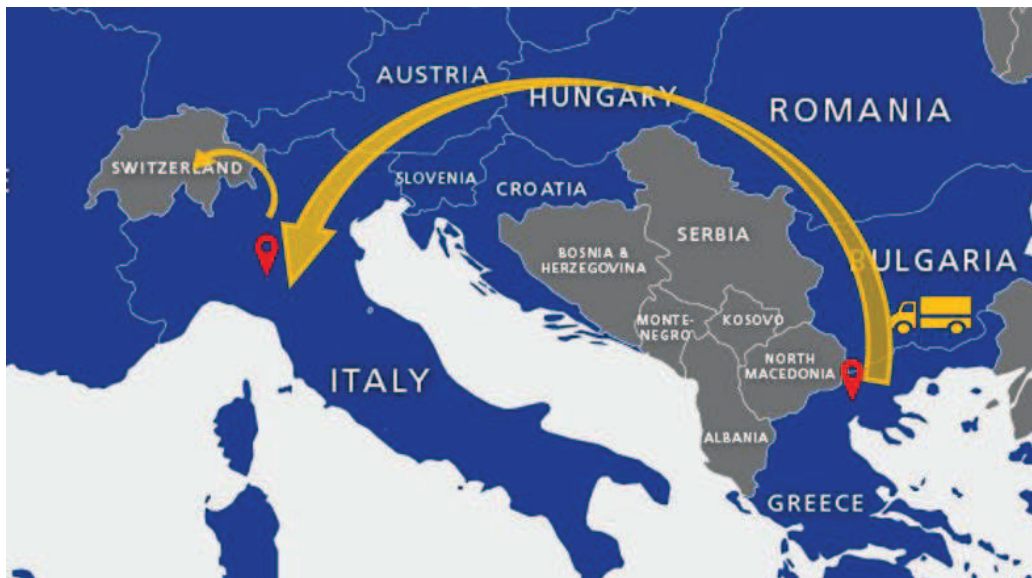 AUSTRIA
HUNGARY
ROMANIA
SWITZERLAND
SLOVENIA
CROATIA
SERBIA
BOSNIA &
HERZEGOVINA
BULGARIA
MONTE-
NEGRO
KOSOVO
NORTH
MACEDONIA
ITALY
ALBANIA
GREECE